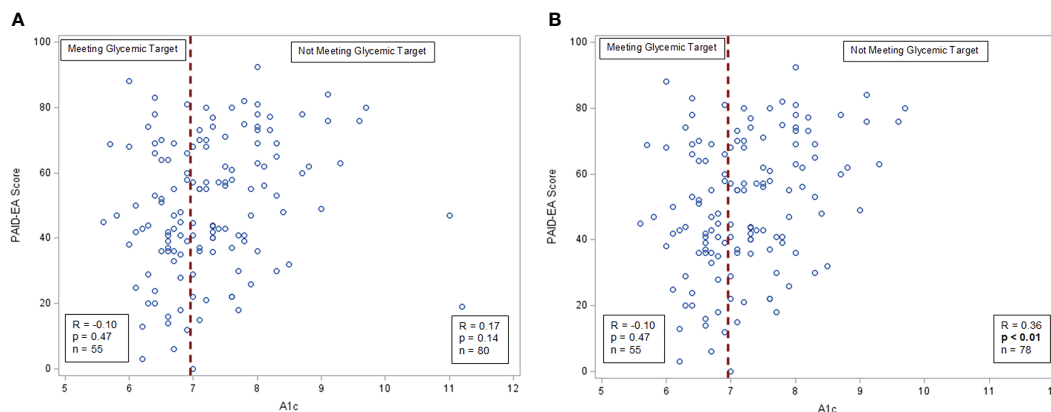 A
Meeting Glycemic Target
Not Meeting Glycemic Target
PAID-EA Score
100
80
60
40
20
0
R = -0.10
p = 0.47
n = 55
R = 0.17
p = 0.14
n = 80
5 6 7 8 9 10 11 12
A1c
B
Meeting Glycemic Target
Not Meeting Glycemic Target
PAID-EA Score
100
80
60
40
20
0
R = -0.10
p = 0.47
n = 55
R = 0.36
p < 0.01
n = 78
5 6 7 8 9 10 11 12
A1c